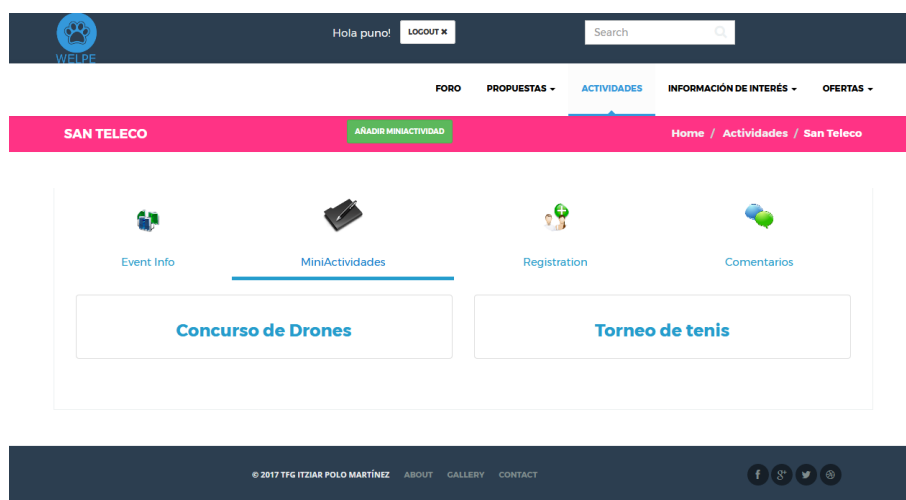 WELPE
Hola puno!
LOGOUT ✖
Search
FORO
PROPUESTAS
ACTIVIDADES
INFORMACIÓN DE INTERÉS
OFERTAS
SAN TELECO
AÑADIR MINIACTIVIDAD
Home / Actividades / San Teleco
Event Info
MiniActividades
Registration
Comentarios
Concurso de Drones
Torneo de tenis
© 2017 TFG ITZIAR POLO MARTÍNEZ ABOUT GALLERY CONTACT